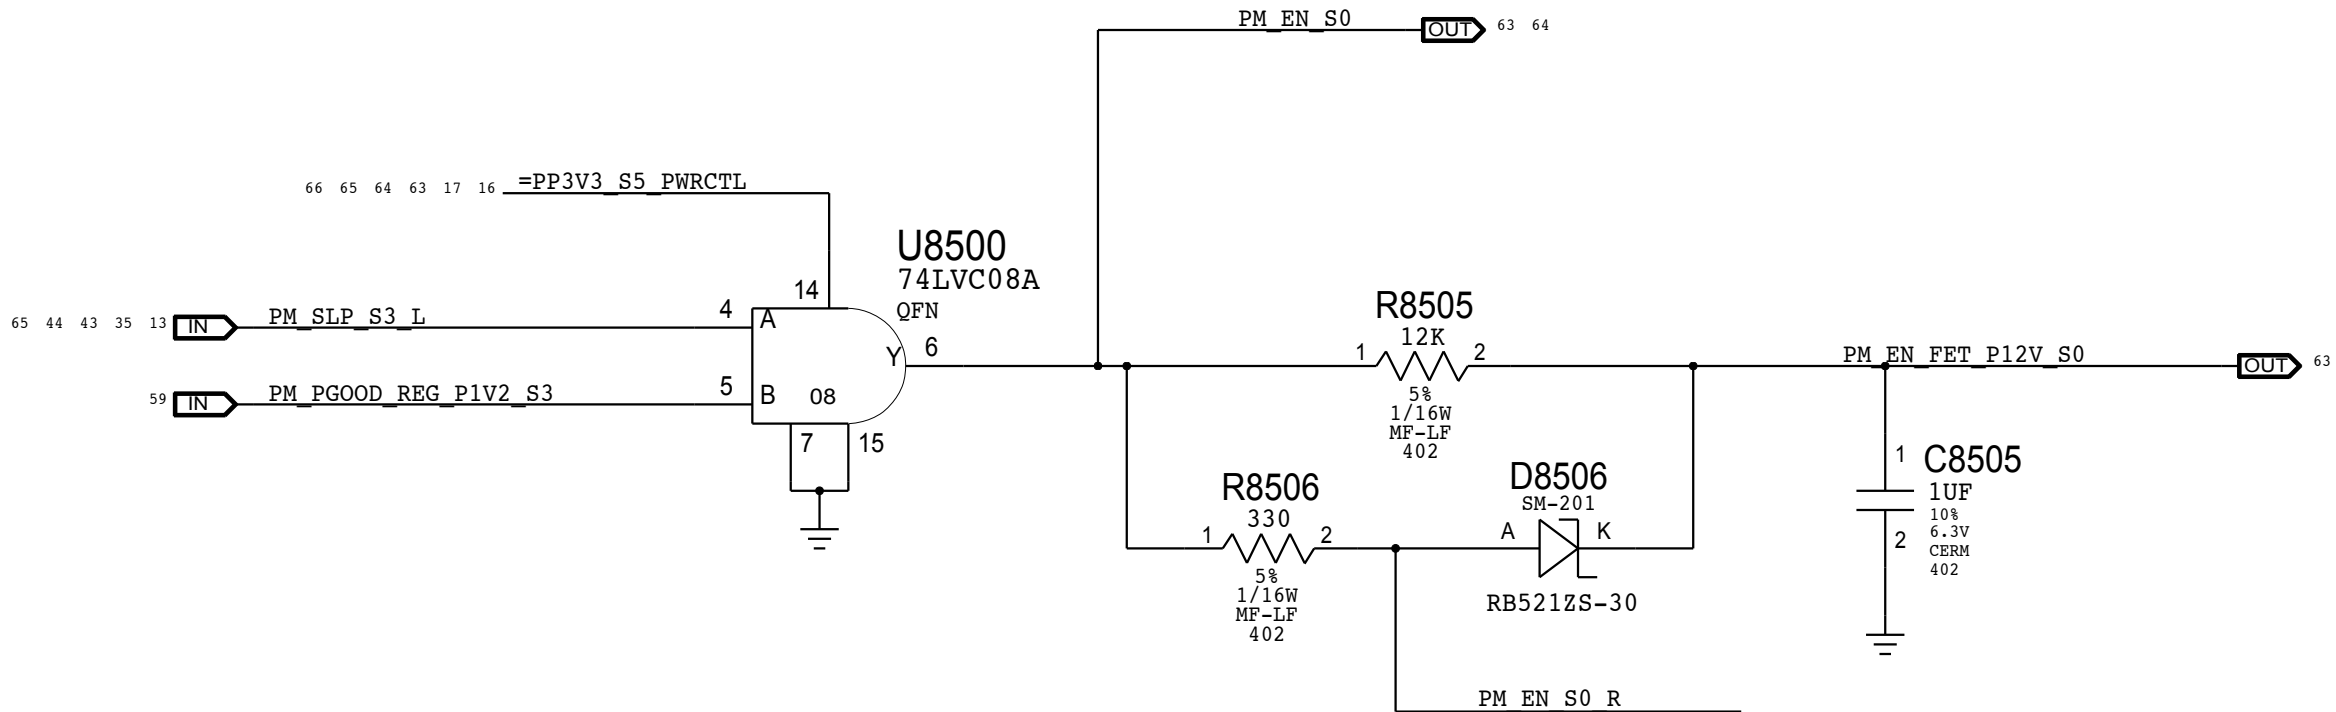 PM_EN_S0
OUT
63 64
66 65 64 63 17 16
=PP3V3_S5_PWRCTL
U8500
74LVC08A
QFN
14
65 44 43 35 13
IN
PM_SLP_S3_L
4
A
Y
6
59
IN
PM_PGOOD_REG_P1V2_S3
5
B
08
7
15
R8505
12K
1
2
5%
1/16W
MF-LF
402
PM_EN_FET_P12V_S0
OUT
63
R8506
330
1
2
5%
1/16W
MF-LF
402
D8506
SM-201
A
K
RB521ZS-30
1
C8505
1UF
10%
6.3V
CERM
402
2
PM_EN_S0_R